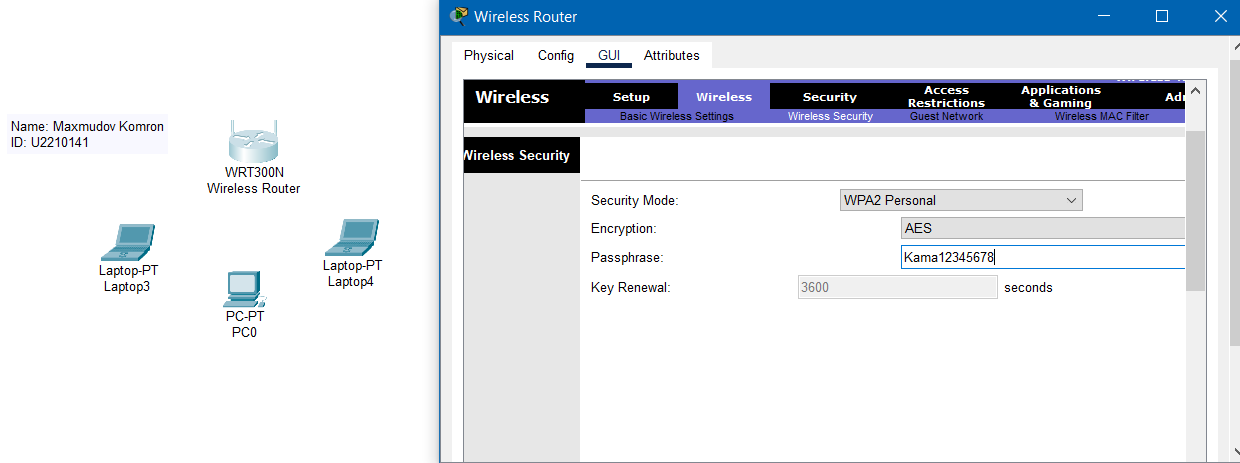 Name: Maxmudov Komron
ID: U2210141
WRT300N
Wireless Router
Laptop-PT
Laptop3
Laptop-PT
Laptop4
PC-PT
PC0
Wireless Router
Physical Config GUI Attributes
Wireless
Setup Wireless Security Access Restrictions Applications & Gaming
Basic Wireless Settings Wireless Security Guest Network Wireless MAC Filter
Wireless Security
Security Mode: WPA2 Personal
Encryption: AES
Passphrase: Kama12345678
Key Renewal: 3600 seconds